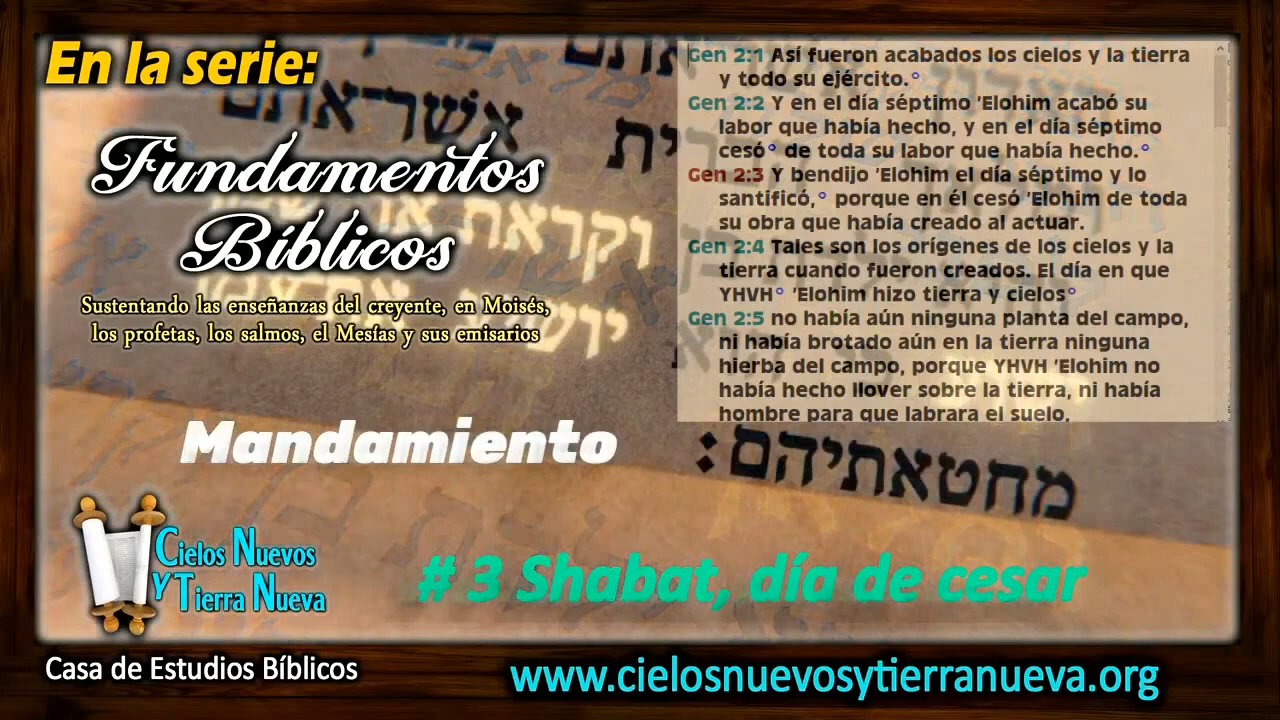 En la serie:
Fundamentos
Bíblicos
Sustentando las enseñanzas del creyente, en Moisés,
los profetas, los salmos, el Mesías y sus emisarios
Gen 2:1 Así fueron acabados los cielos y la tierra
y todo su ejército.°
Gen 2:2 Y en el día séptimo 'Elohim acabó su
labor que había hecho, y en el día séptimo
cesó° de toda su labor que había hecho.°
Gen 2:3 Y bendijo 'Elohim el día séptimo y lo
santificó,° porque en él cesó 'Elohim de toda
su obra que había creado al actuar.
Gen 2:4 Tales son los orígenes de los cielos y la
tierra cuando fueron creados. El día en que
YHVH° 'Elohim hizo tierra y cielos°
Gen 2:5 no había aún ninguna planta del campo,
ni había brotado aún en la tierra ninguna
hierba del campo, porque YHVH 'Elohim no
había hecho llover sobre la tierra, ni había
hombre para que labrara el suelo,
אשר־אתם
וקראת
מחטאתיהם:
Mandamiento
Cielos Nuevos
Y Tierra Nueva
# 3 Shabat, día de cesar
Casa de Estudios Bíblicos
www.cielosnuevosytierranueva.org